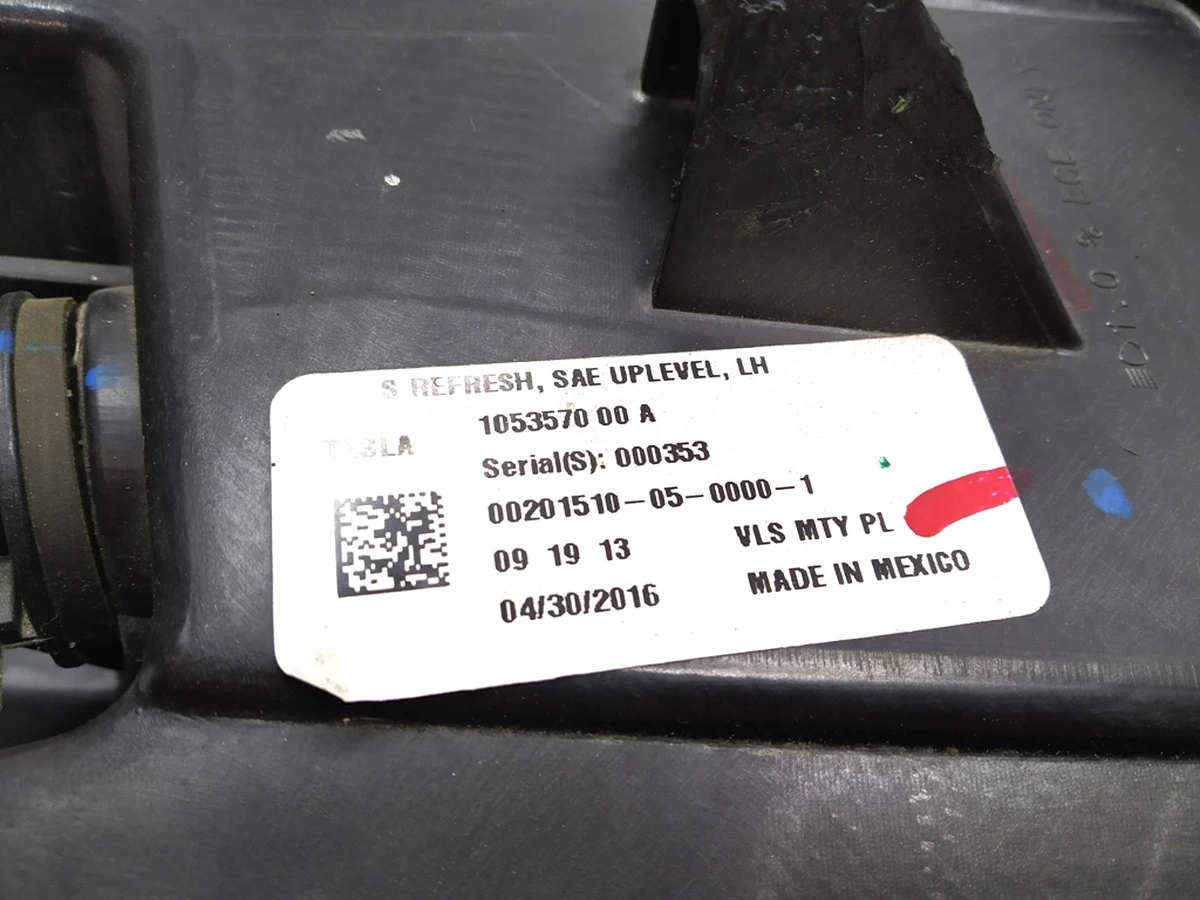 S REFRESH, SAE UPLEVEL, LH
1053570 00 A
TESLA
Serial(S): 000353
00201510-05-0000-1
09 19 13
VLS MTY PL
04/30/2016
MADE IN MEXICO